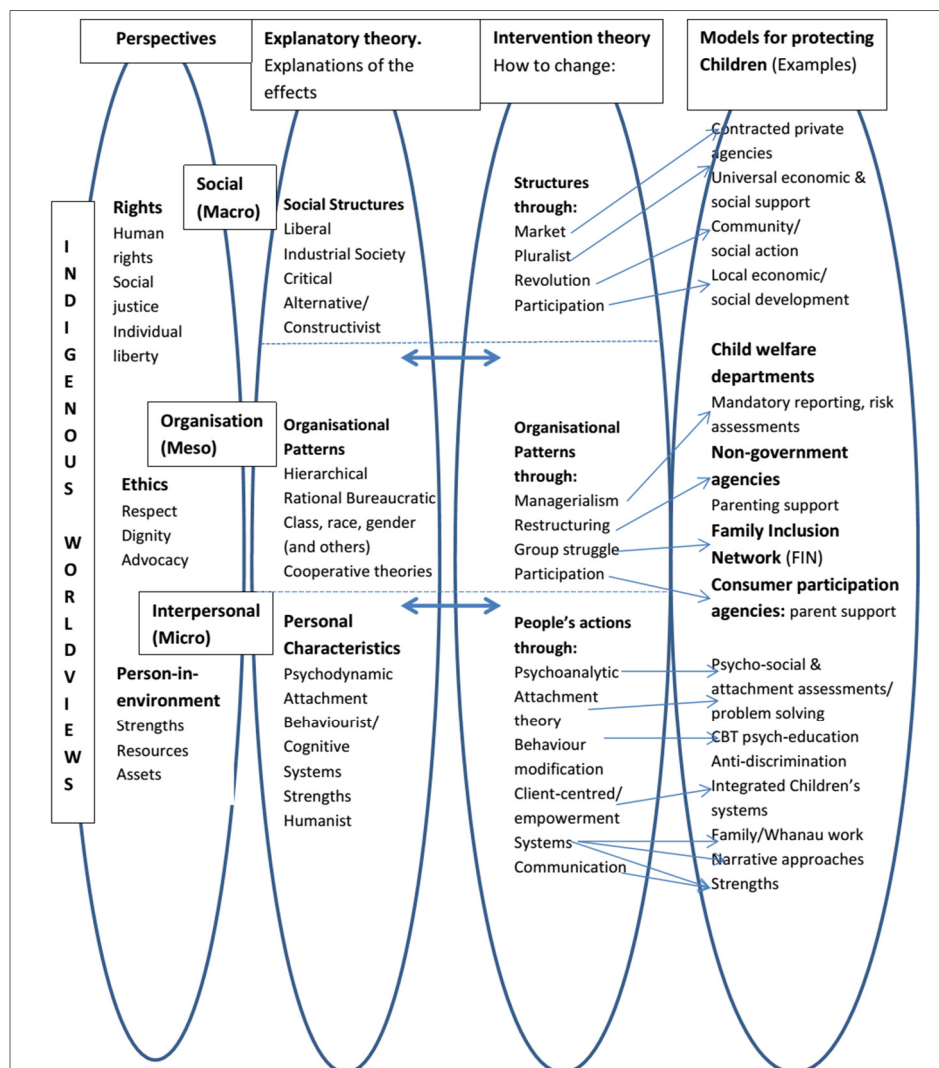 Perspectives
Explanatory theory.
Explanations of the
effects
Intervention theory
How to change:
Models for protecting
Children (Examples)
INDIGENOUS WORLDVIEWS
Social
(Macro)
Rights
Human
rights
Social
justice
Individual
liberty
Organisation
(Meso)
Ethics
Respect
Dignity
Advocacy
Interpersonal
(Micro)
Person-in-
environment
Strengths
Resources
Assets
Social Structures
Liberal
Industrial Society
Critical
Alternative/
Constructivist
Organisational
Patterns
Hierarchical
Rational Bureaucratic
Class, race, gender
(and others)
Cooperative theories
Personal
Characteristics
Psychodynamic
Attachment
Behaviourist/
Cognitive
Systems
Strengths
Humanist
Structures
through:
Market
Pluralist
Revolution
Participation
Organisational
Patterns
through:
Managerialism
Restructuring
Group struggle
Participation
People's actions
through:
Psychoanalytic
Attachment
theory
Behaviour
modification
Client-centred/
empowerment
Systems
Communication
Contracted private
agencies
Universal economic &
social support
Community/
social action
Local economic/
social development
Child welfare
departments
Mandatory reporting, risk
assessments
Non-government
agencies
Parenting support
Family Inclusion
Network (FIN)
Consumer participation
agencies: parent support
Psycho-social &
attachment assessments/
problem solving
CBT psych-education
Anti-discrimination
Integrated Children's
systems
Family/Whanau work
Narrative approaches
Strengths